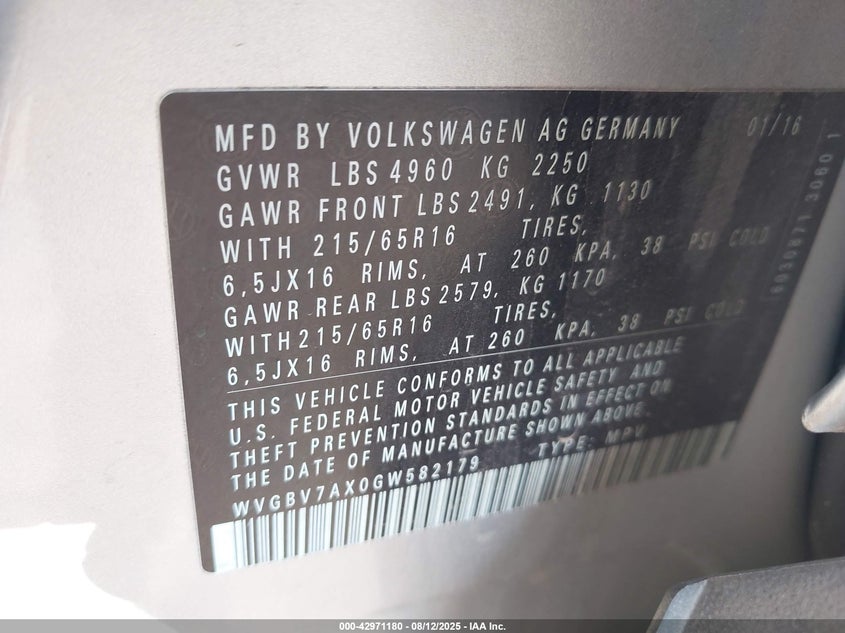 MFD BY VOLKSWAGEN AG GERMANY 01/16
GVWR LBS 4960 KG 2250
GAWR FRONT LBS 2491, KG 1130
WITH 215/65R16 TIRES,
6,5JX16 RIMS, AT 260 KPA, 38 PSI COLD
GAWR REAR LBS 2579, KG 1170
WITH 215/65R16 TIRES,
6,5JX16 RIMS, AT 260 KPA, 38 PSI COLD
THIS VEHICLE CONFORMS TO ALL APPLICABLE
U.S. FEDERAL MOTOR VEHICLE SAFETY AND
THEFT PREVENTION STANDARDS IN EFFECT ON
THE DATE OF MANUFACTURE SHOWN ABOVE.
WVGBV7AX0GW582179 TYPE: MPV
000-42971180 - 08/12/2025 - IAA Inc.